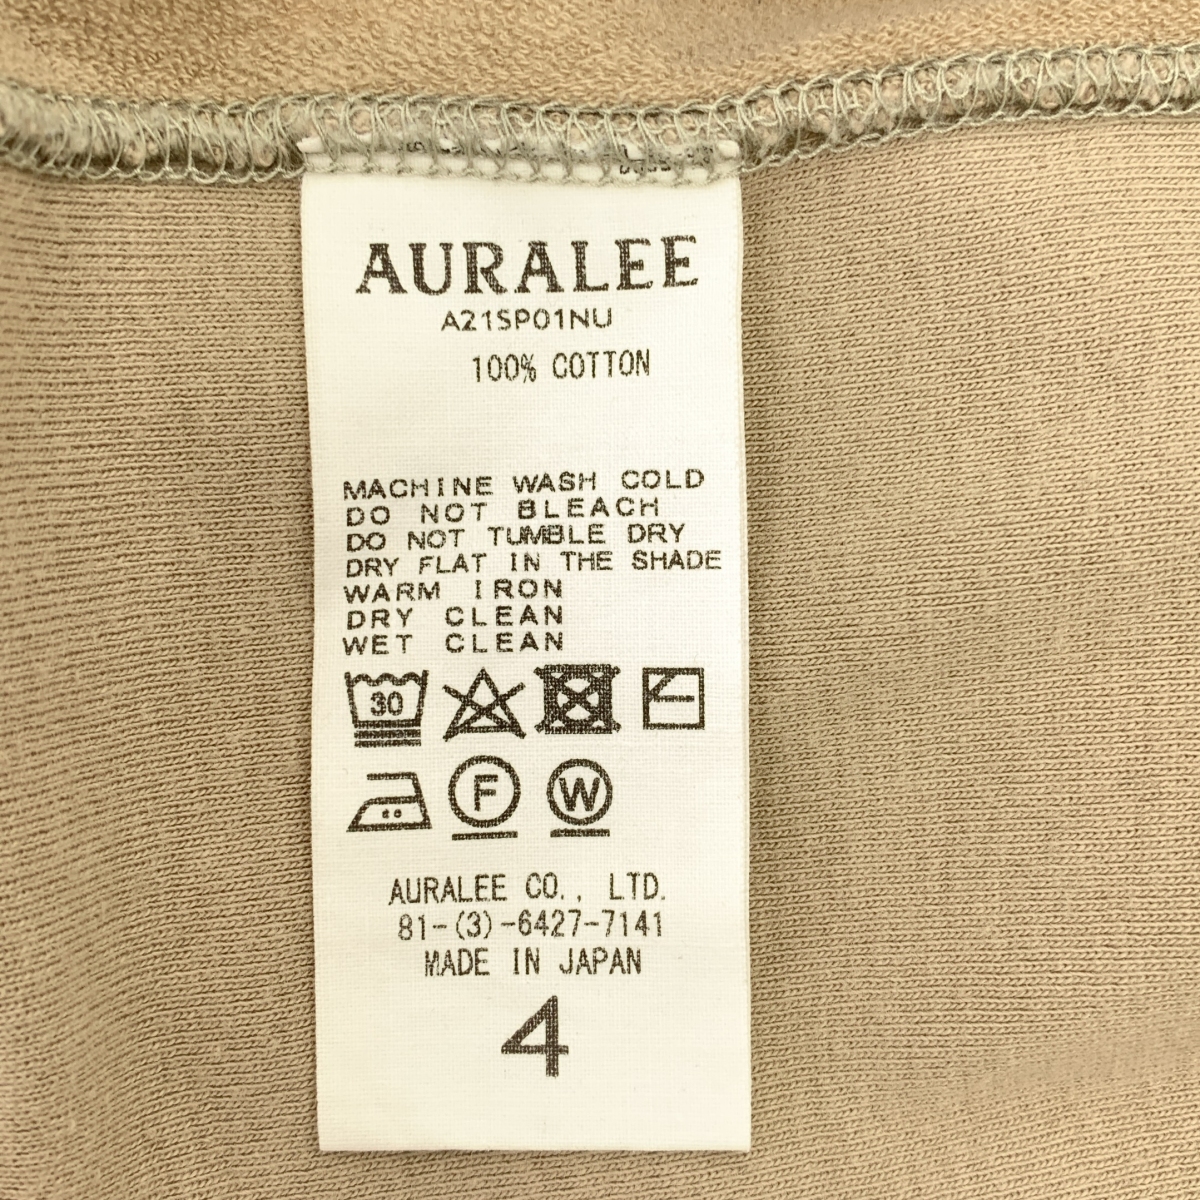 AURALEE
A21SP01NU
100% COTTON
MACHINE WASH COLD
DO NOT BLEACH
DO NOT TUMBLE DRY
DRY FLAT IN THE SHADE
WARM IRON
DRY CLEAN
WET CLEAN
30
F
W
AURALEE CO., LTD.
81-(3)-6427-7141
MADE IN JAPAN
4